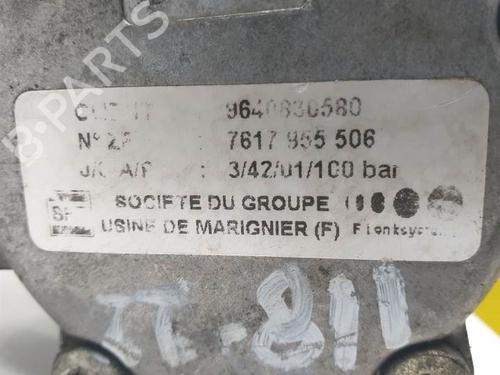 B-PARTS
9640830580
N° ZF : 7617 955 506
J/C A/P : 3/42/01/100 bar
SOCIETE DU GROUPE
USINE DE MARIGNIER (F)